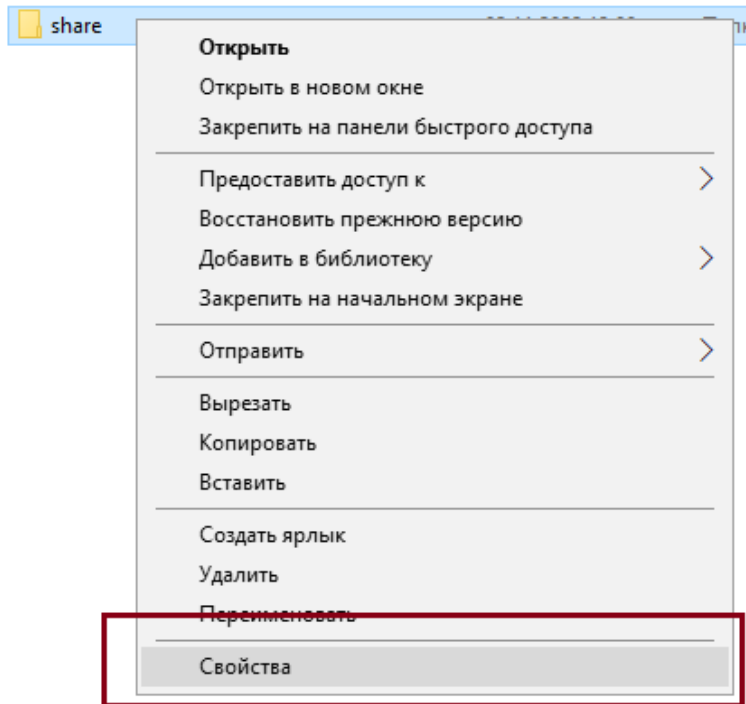 share
Открыть
Открыть в новом окне
Закрепить на панели быстрого доступа
Предоставить доступ к
Восстановить прежнюю версию
Добавить в библиотеку
Закрепить на начальном экране
Отправить
Вырезать
Копировать
Вставить
Создать ярлык
Удалить
Переименовать
Свойства